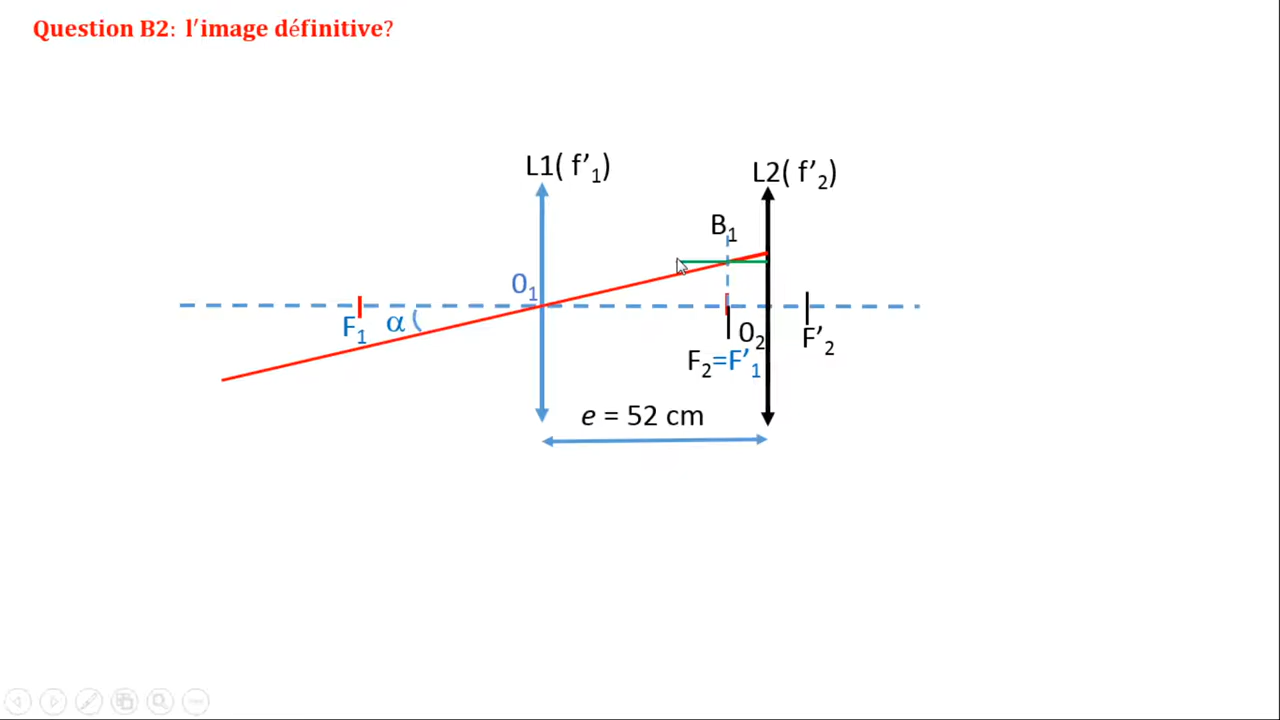 Question B2: l'image définitive?
L1( f'₁)
L2( f'₂)
B₁
O₁
F₁
α
O₂
F'₂
F₂=F'₁
e = 52 cm